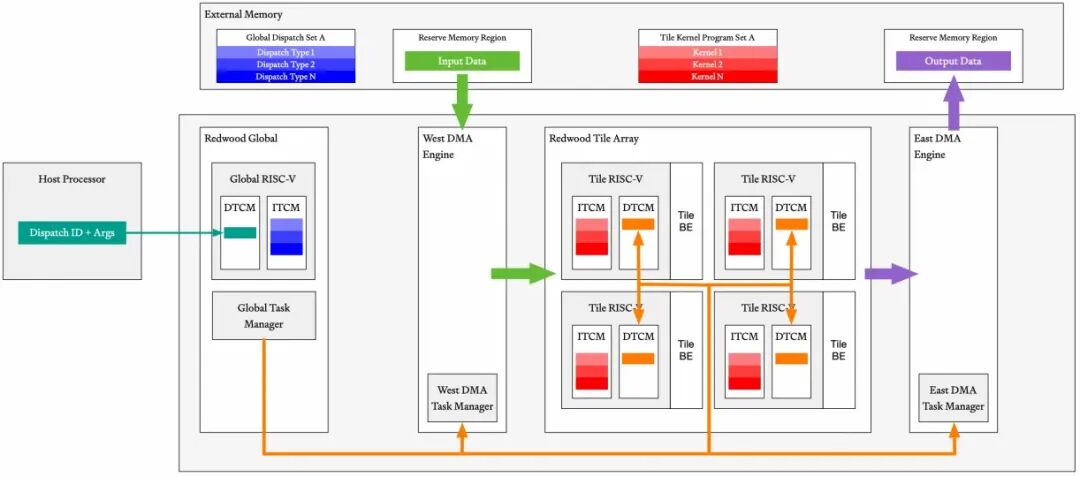 External Memory
Global Dispatch Set A
Dispatch Type 1
Dispatch Type 2
Dispatch Type N
Reserve Memory Region
Input Data
Tile Kernel Program Set A
Kernel 1
Kernel 2
Kernel N
Reserve Memory Region
Output Data
Host Processor
Dispatch ID + Args
Redwood Global
Global RISC-V
DTCM
ITCM
Global Task
Manager
West DMA
Engine
West DMA
Task Manager
Redwood Tile Array
Tile RISC-V
ITCM
DTCM
Tile
BE
Tile RISC-V
ITCM
DTCM
Tile
BE
Tile RISC-V
ITCM
DTCM
Tile
BE
Tile RISC-V
ITCM
DTCM
Tile
BE
East DMA
Engine
East DMA
Task Manager